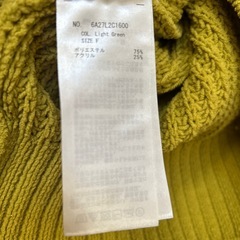 NO. 6A27L2C1600
COL. Light Green
SIZE F
ポリエステル 75%
アクリル 25%